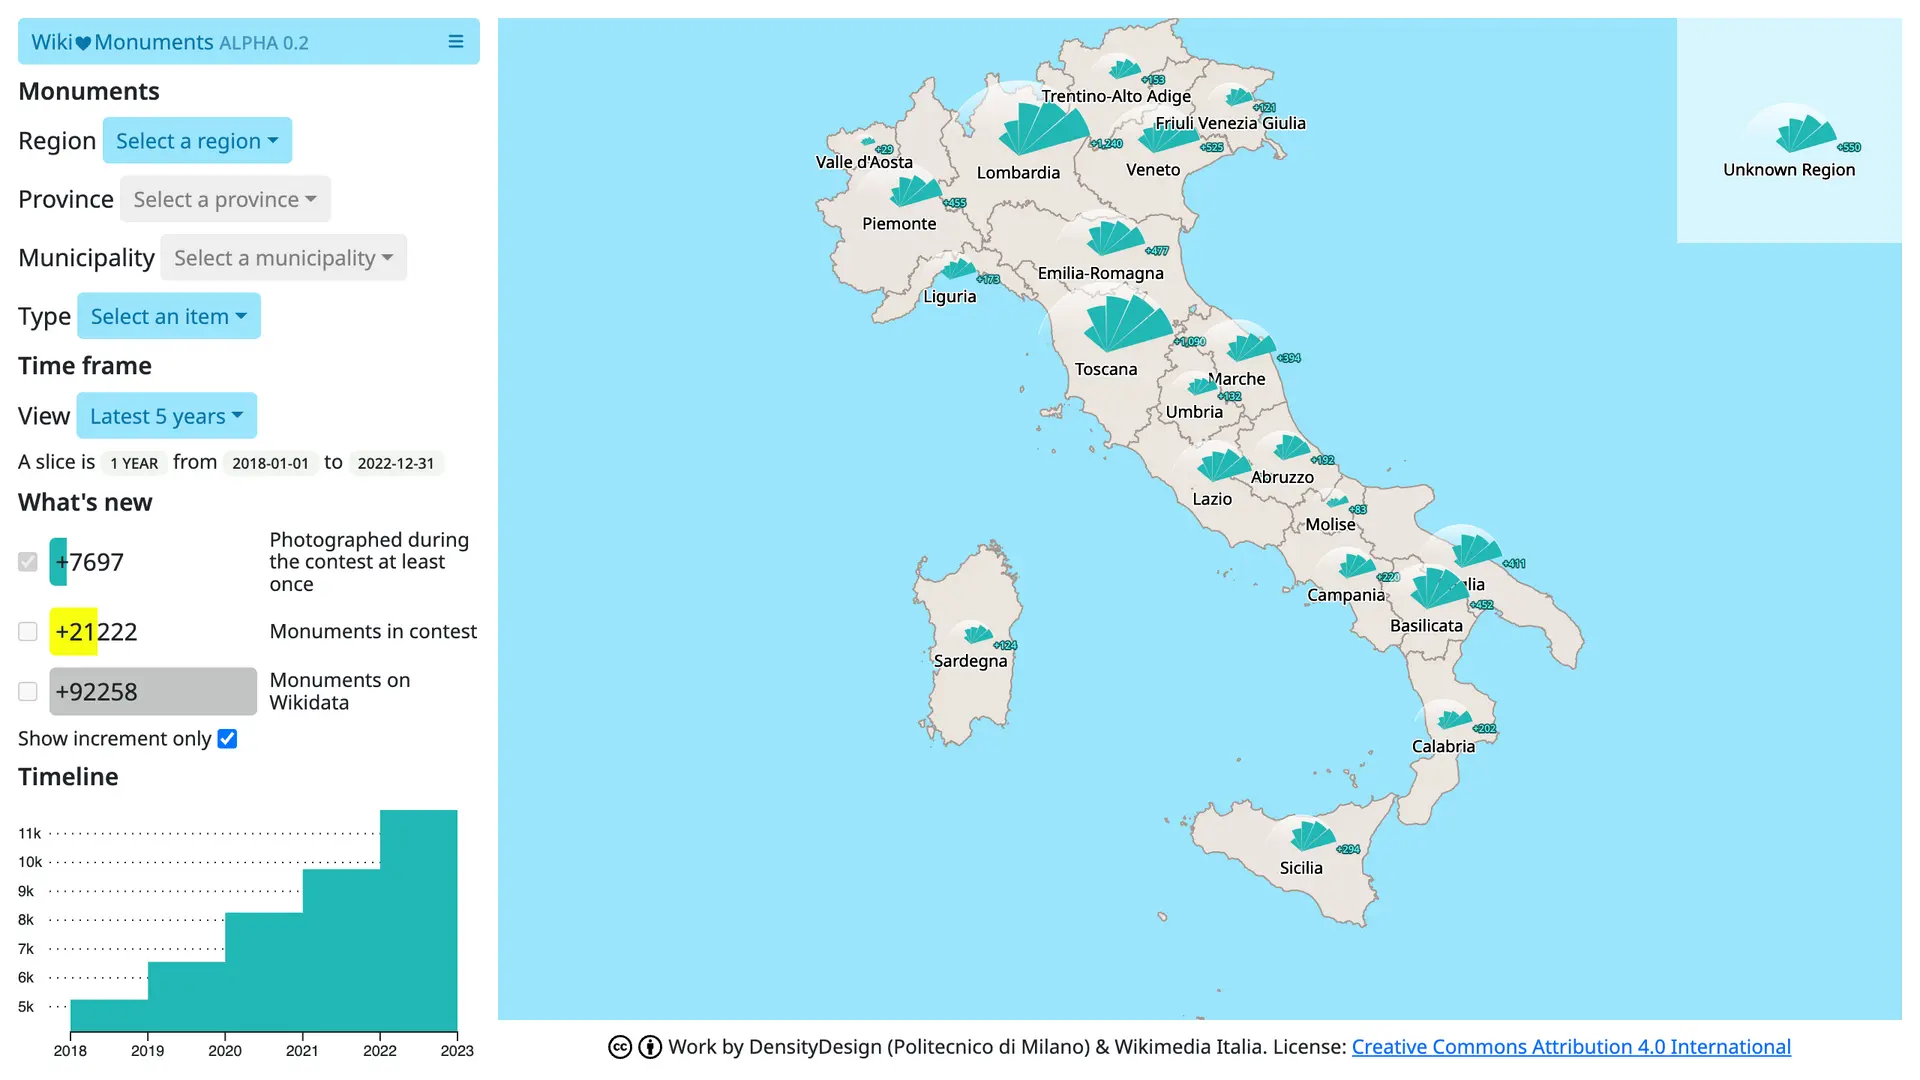 Wiki Monuments ALPHA 0.2
Monuments
Region Select a region
Province Select a province
Municipality Select a municipality
Type Select an item
Time frame
View Latest 5 years
A slice is 1 YEAR from 2018-01-01 to 2022-12-31
What's new
+7697
Photographed during
the contest at least
once
+21222 Monuments in contest
+92258
Monuments on
Wikidata
Show increment only
Timeline
11k
10k
9k
8k
7k
6k
5k
2018 2019 2020 2021 2022 2023
+153
Trentino-Alto Adige
+121
Friuli Venezia Giulia
+29
Valle d'Aosta
+1,240
Lombardia
+525
Veneto
+550
Unknown Region
+455
Piemonte
+477
Emilia-Romagna
+173
Liguria
+1,090
Toscana
+394
Marche
+132
Umbria
+192
Abruzzo
Lazio
+83
Molise
+411
glia
+220
Campania
+452
Basilicata
+124
Sardegna
+202
Calabria
+294
Sicilia
cc Work by DensityDesign (Politecnico di Milano) & Wikimedia Italia. License: Creative Commons Attribution 4.0 International